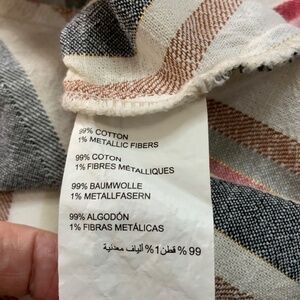 99% COTTON
1% METALLIC FIBERS
99% COTON
1% FIBRES MÉTALLIQUES
99% BAUMWOLLE
1% METALLFASERN
99% ALGODÓN
1% FIBRAS METÁLICAS
99 % قطن 1% ألياف معدنية